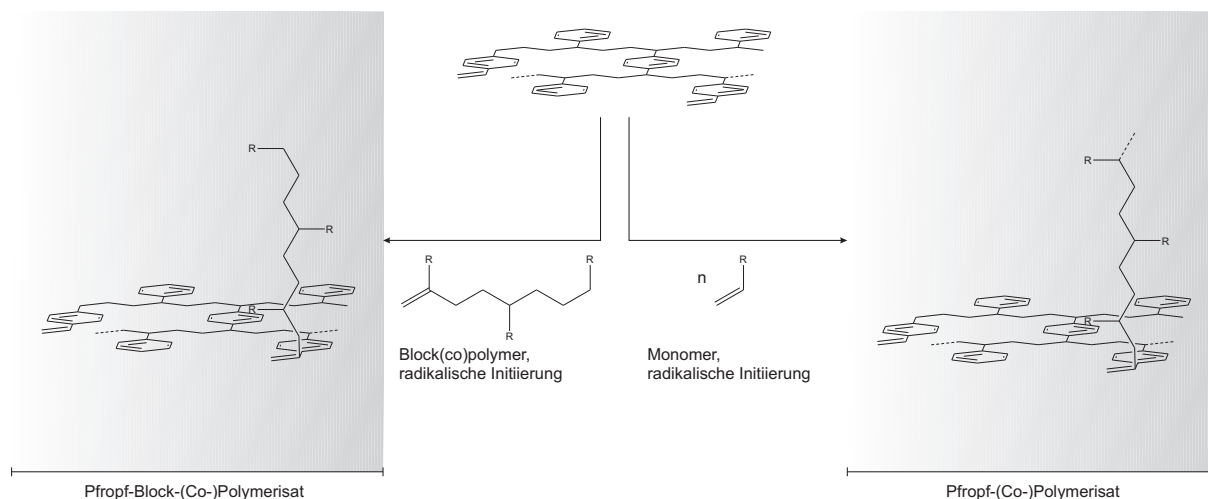 R
R
R
R
R
R
n
R
R
R
R
Block(co)polymer,
radikalische Initiierung
Monomer,
radikalische Initiierung
Pfropf-Block-(Co-)Polymerisat
Pfropf-(Co-)Polymerisat